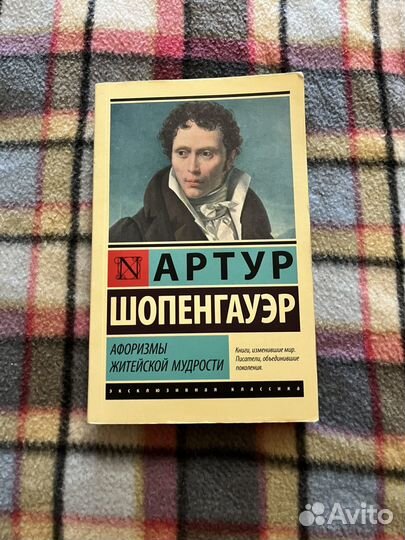 N АРТУР
ШОПЕНГАУЭР
АФОРИЗМЫ
ЖИТЕЙСКОЙ МУДРОСТИ
Книги, изменившие мир.
Писатели, объединившие
поколения.
эксклюзивная классика
Avito